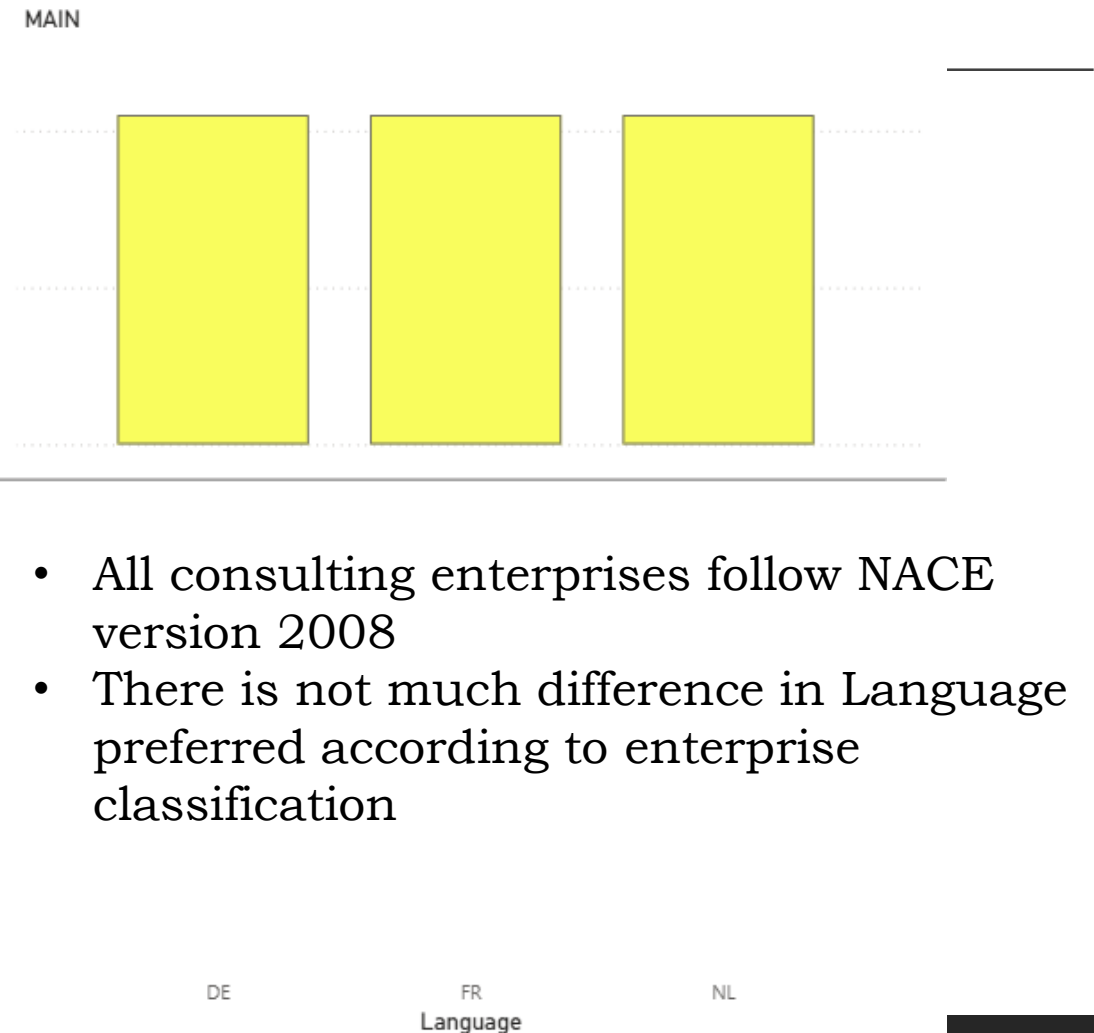 MAIN
• All consulting enterprises follow NACE
version 2008
• There is not much difference in Language
preferred according to enterprise
classification
DE FR NL
Language